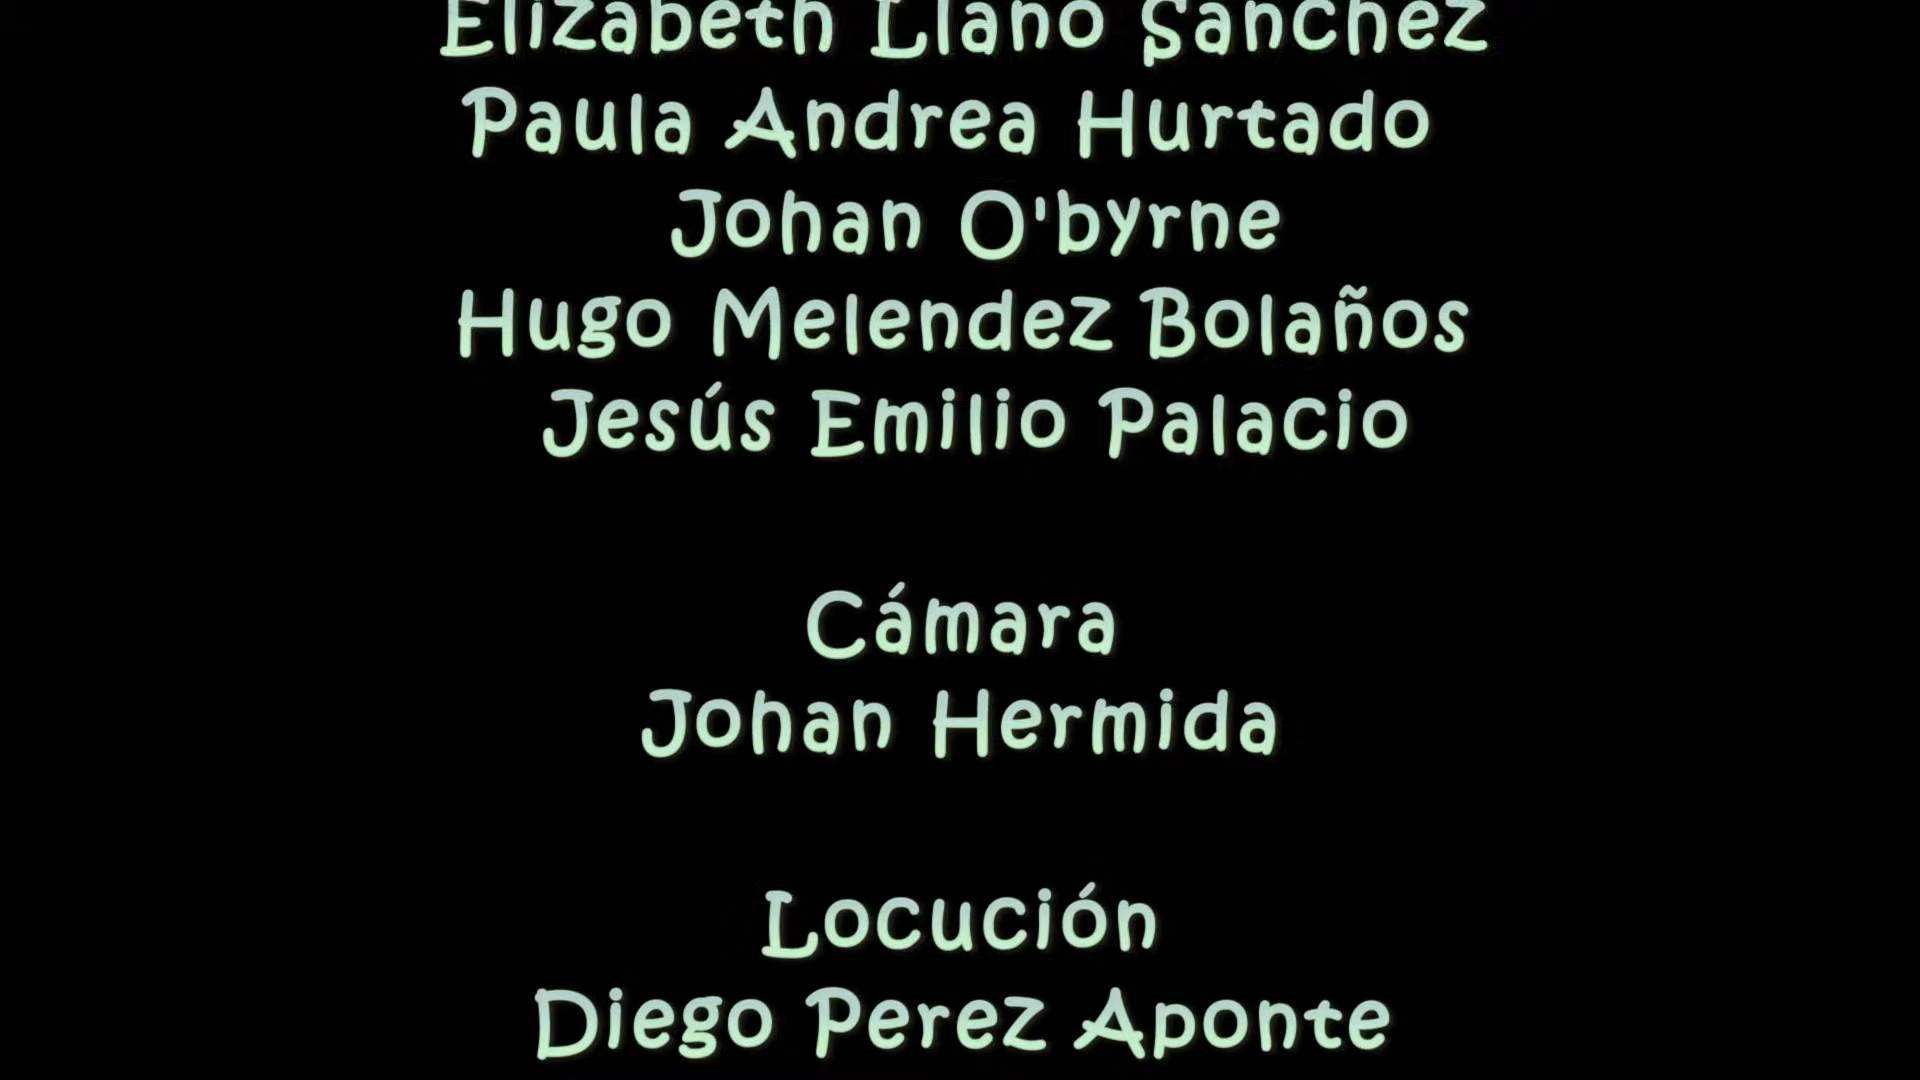 Elizabeth Llano Sanchez
Paula Andrea Hurtado
Johan O'byrne
Hugo Melendez Bolaños
Jesús Emilio Palacio
Cámara
Johan Hermida
Locución
Diego Perez Aponte